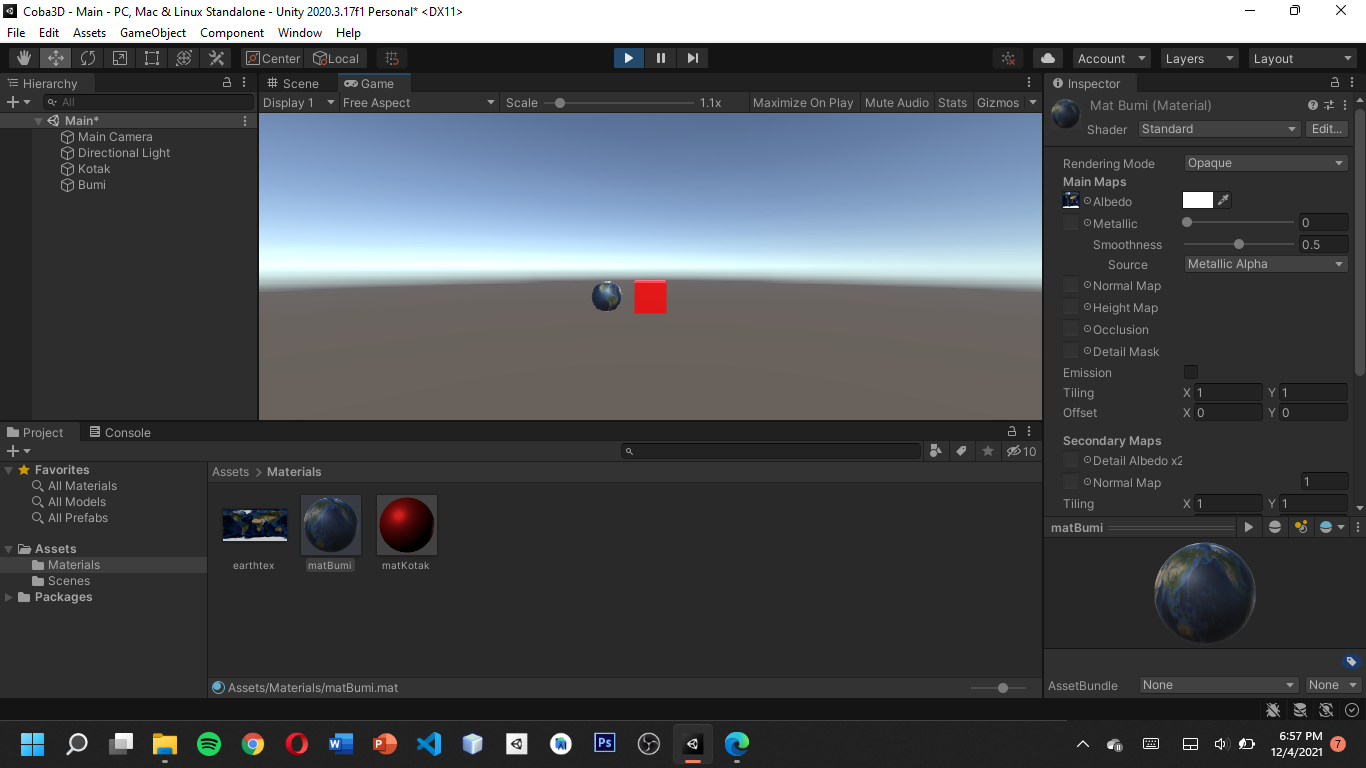 Coba3D - Main - PC, Mac & Linux Standalone - Unity 2020.3.17f1 Personal* <DX11>
File Edit Assets GameObject Component Window Help
Center Local Account Layers Layout
Hierarchy
All
Main*
Main Camera
Directional Light
Kotak
Bumi
Scene Game
Display 1 Free Aspect Scale 1.1x Maximize On Play Mute Audio Stats Gizmos
Inspector
Mat Bumi (Material)
Shader Standard Edit...
Rendering Mode Opaque
Main Maps
Albedo
Metallic 0
Smoothness 0.5
Source Metallic Alpha
Normal Map
Height Map
Occlusion
Detail Mask
Emission
Tiling X 1 Y 1
Offset X 0 Y 0
Secondary Maps
Detail Albedo x2
Normal Map 1
Tiling X 1 Y 1
matBumi
AssetBundle None None
Project Console
10
Favorites
All Materials
All Models
All Prefabs
Assets
Materials
Scenes
Packages
Assets > Materials
earthtex matBumi matKotak
Assets/Materials/matBumi.mat
W P Ps
6:57 PM
12/4/2021
7